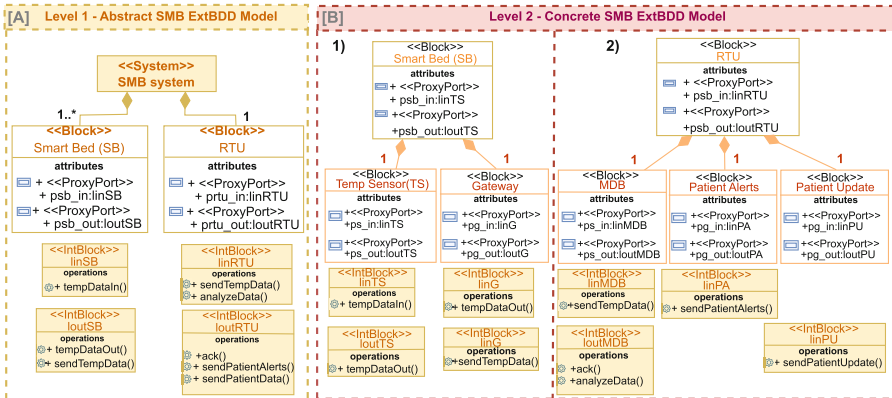 [A] Level 1 - Abstract SMB ExtBDD Model
<<System>>
SMB system
1..*
1
<<Block>>
Smart Bed (SB)
attributes
+ <<ProxyPort>>
+ psb_in:IinSB
+ <<ProxyPort>>
+ psb_out:IoutSB
<<Block>>
RTU
attributes
+ <<ProxyPort>>
+ prtu_in:IinRTU
+ <<ProxyPort>>
+ prtu_out:IoutRTU
<<IntBlock>>
IinSB
operations
+ tempDataIn()
<<IntBlock>>
IinRTU
operations
+ sendTempData()
+ analyzeData()
<<IntBlock>>
IoutSB
operations
+ tempDataOut()
+ sendTempData()
<<IntBlock>>
IoutRTU
operations
+ack()
+ sendPatientAlerts()
+ sendPatientData()
[B] Level 2 - Concrete SMB ExtBDD Model
1)
<<Block>>
Smart Bed (SB)
attributes
+ <<ProxyPort>>
+ psb_in:IinTS
+ <<ProxyPort>>
+psb_out:IoutTS
1
1
<<Block>>
Temp Sensor(TS)
attributes
+<<ProxyPort>
+ps_in:IinTS
+<<ProxyPort>
+ps_out:IoutTS
<<Block>>
Gateway
attributes
+<<ProxyPort>
+pg_in:IinG
+<<ProxyPort>
+pg_out:IoutG
<<IntBlock>>
IinTS
operations
+ tempDataIn()
<<IntBlock>>
IinG
operations
+ tempDataOut()
<<IntBlock>>
IoutTS
operations
+ tempDataOut()
<<IntBlock>>
IinG
operations
+sendTempData()
2)
<<Block>>
RTU
attributes
+ <<ProxyPort>>
+ psb_in:IinRTU
+ <<ProxyPort>>
+psb_out:IoutRTU
1
1
1
<<Block>>
MDB
attributes
+<<ProxyPort>
+ps_in:IinMDB
+<<ProxyPort>
+ps_out:IoutMDB
<<Block>>
Patient Alerts
attributes
+<<ProxyPort>
+pg_in:IinPA
+<<ProxyPort>
+pg_out:IoutPA
<<Block>>
Patient Update
attributes
+<<ProxyPort>
+pg_in:IinPU
+<<ProxyPort>
+pg_out:IoutPU
<<IntBlock>>
IinMDB
operations
+sendTempData()
<<IntBlock>>
IinPA
operations
+ sendPatientAlerts()
<<IntBlock>>
IoutMDB
operations
+ack()
+analyzeData()
<<IntBlock>>
IinPU
operations
+ sendPatientUpdate()